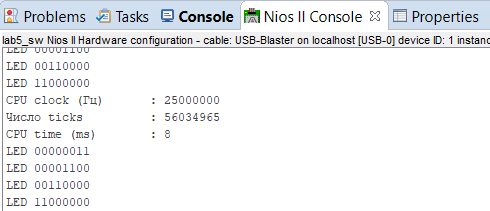 Problems Tasks Console Nios II Console Properties
lab5_sw Nios II Hardware configuration - cable: USB-Blaster on localhost [USB-0] device ID: 1 instanc
LED 00001100
LED 00110000
LED 11000000
CPU clock (Гц) : 25000000
Число ticks : 56034965
CPU time (ms) : 8
LED 00000011
LED 00001100
LED 00110000
LED 11000000